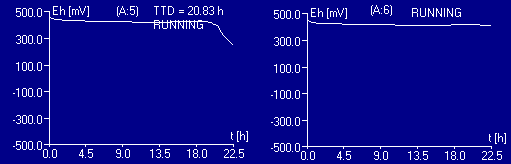 500.0 Eh [mV] (A:5) TTD = 20.83 h
RUNNING
300.0
100.0
-100.0
-300.0
-500.0
t [h]
0.0 4.5 9.0 13.5 18.0 22.5
500.0 Eh [mV] (A:6) RUNNING
300.0
100.0
-100.0
-300.0
-500.0
t [h]
0.0 4.5 9.0 13.5 18.0 22.5